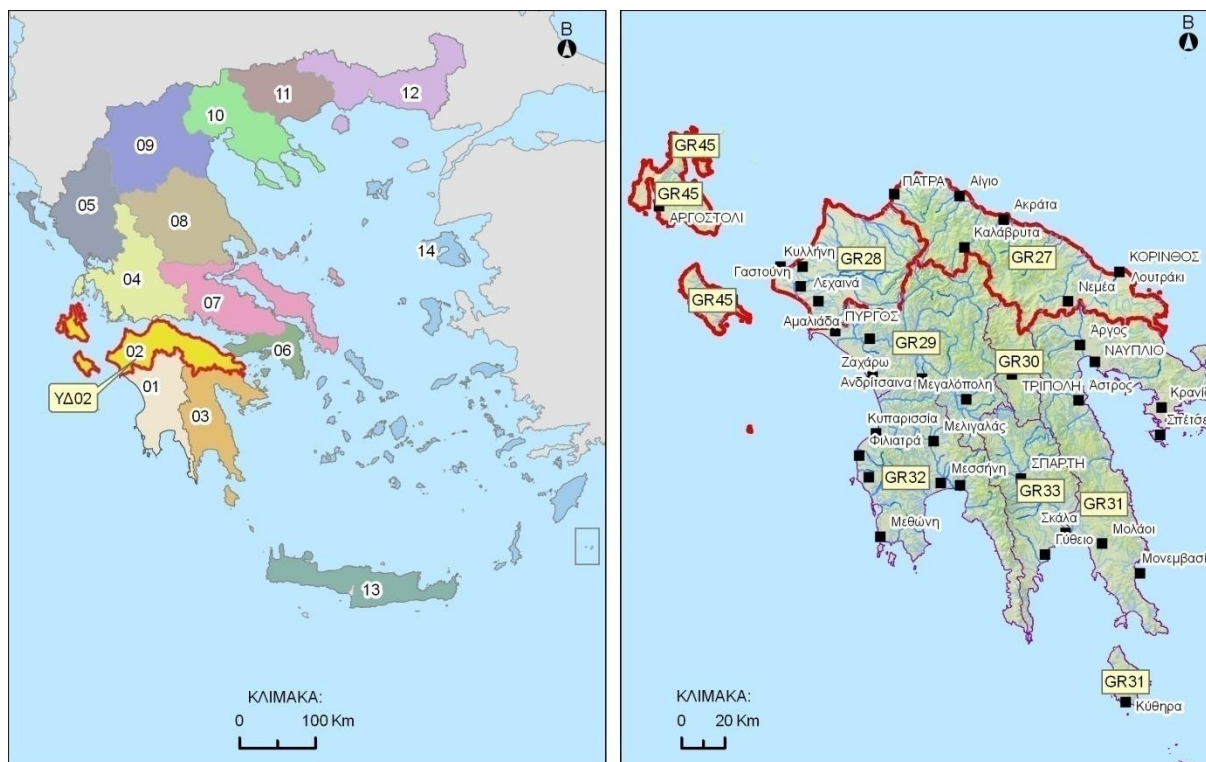 B
11
12
10
09
05
08
14
04
07
06
02
01
ΥΔ02
03
13
ΚΛΙΜΑΚΑ:
0 100 Km
B
GR45
GR45
ΑΡΓΟΣΤΟΛΙ
ΠΑΤΡΑ
Αίγιο
Ακράτα
Καλάβρυτα
Κυλλήνη
GR28
GR27
ΚΟΡΙΝΘΟΣ
Γαστούνη
Λουτράκι
GR45
Λεχαινά
Νεμέα
Αμαλιάδα
ΠΥΡΓΟΣ
Άργος
GR29
ΝΑΥΠΛΙΟ
Ζαχάρω
GR30
Ανδρίτσαινα
Μεγαλόπολη
ΤΡΙΠΟΛΗ
Άστρος
Κρανίδ
Κυπαρισσία
Μελιγαλάς
Σπέτσε
Φιλιατρά
GR32
Μεσσήνη
ΣΠΑΡΤΗ
GR33
GR31
Μεθώνη
Σκάλα
Μολάοι
Γύθειο
Μονεμβασι
GR31
Κύθηρα
ΚΛΙΜΑΚΑ:
0 20 Km